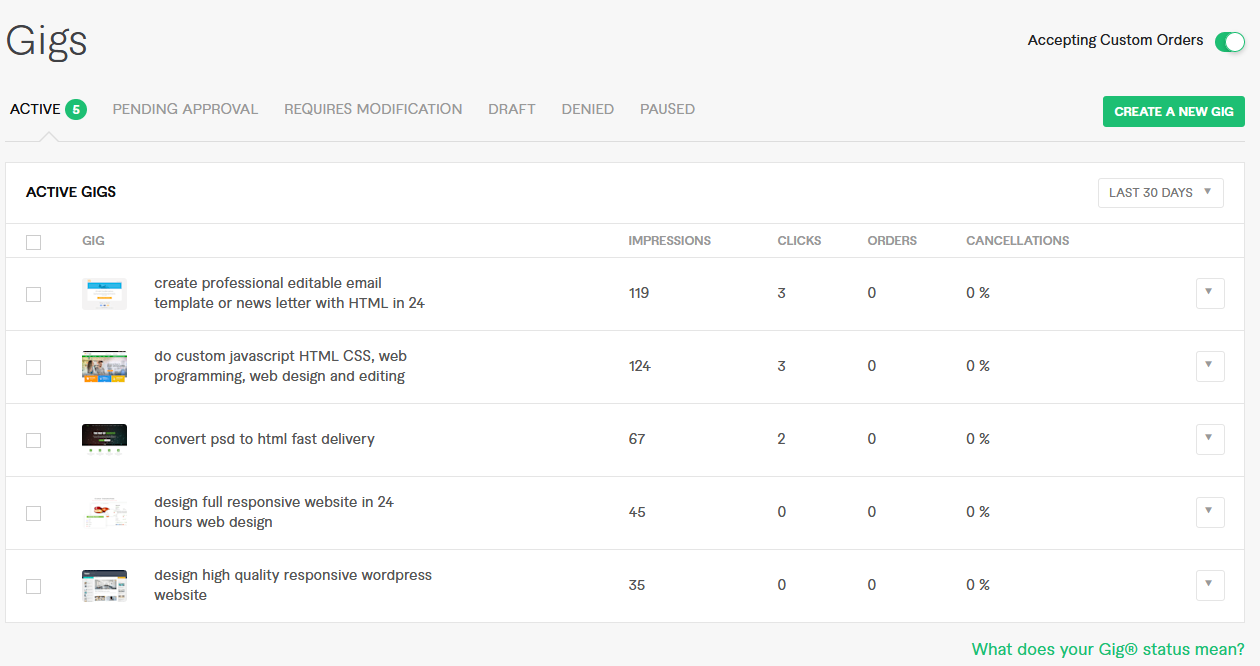 Gigs
Accepting Custom Orders
ACTIVE 5 PENDING APPROVAL REQUIRES MODIFICATION DRAFT DENIED PAUSED
CREATE A NEW GIG
ACTIVE GIGS
LAST 30 DAYS
GIG IMPRESSIONS CLICKS ORDERS CANCELLATIONS
create professional editable email
template or news letter with HTML in 24
119 3 0 0 %
do custom javascript HTML CSS, web
programming, web design and editing
124 3 0 0 %
convert psd to html fast delivery
67 2 0 0 %
design full responsive website in 24
hours web design
45 0 0 0 %
design high quality responsive wordpress
website
35 0 0 0 %
What does your Gig® status mean?